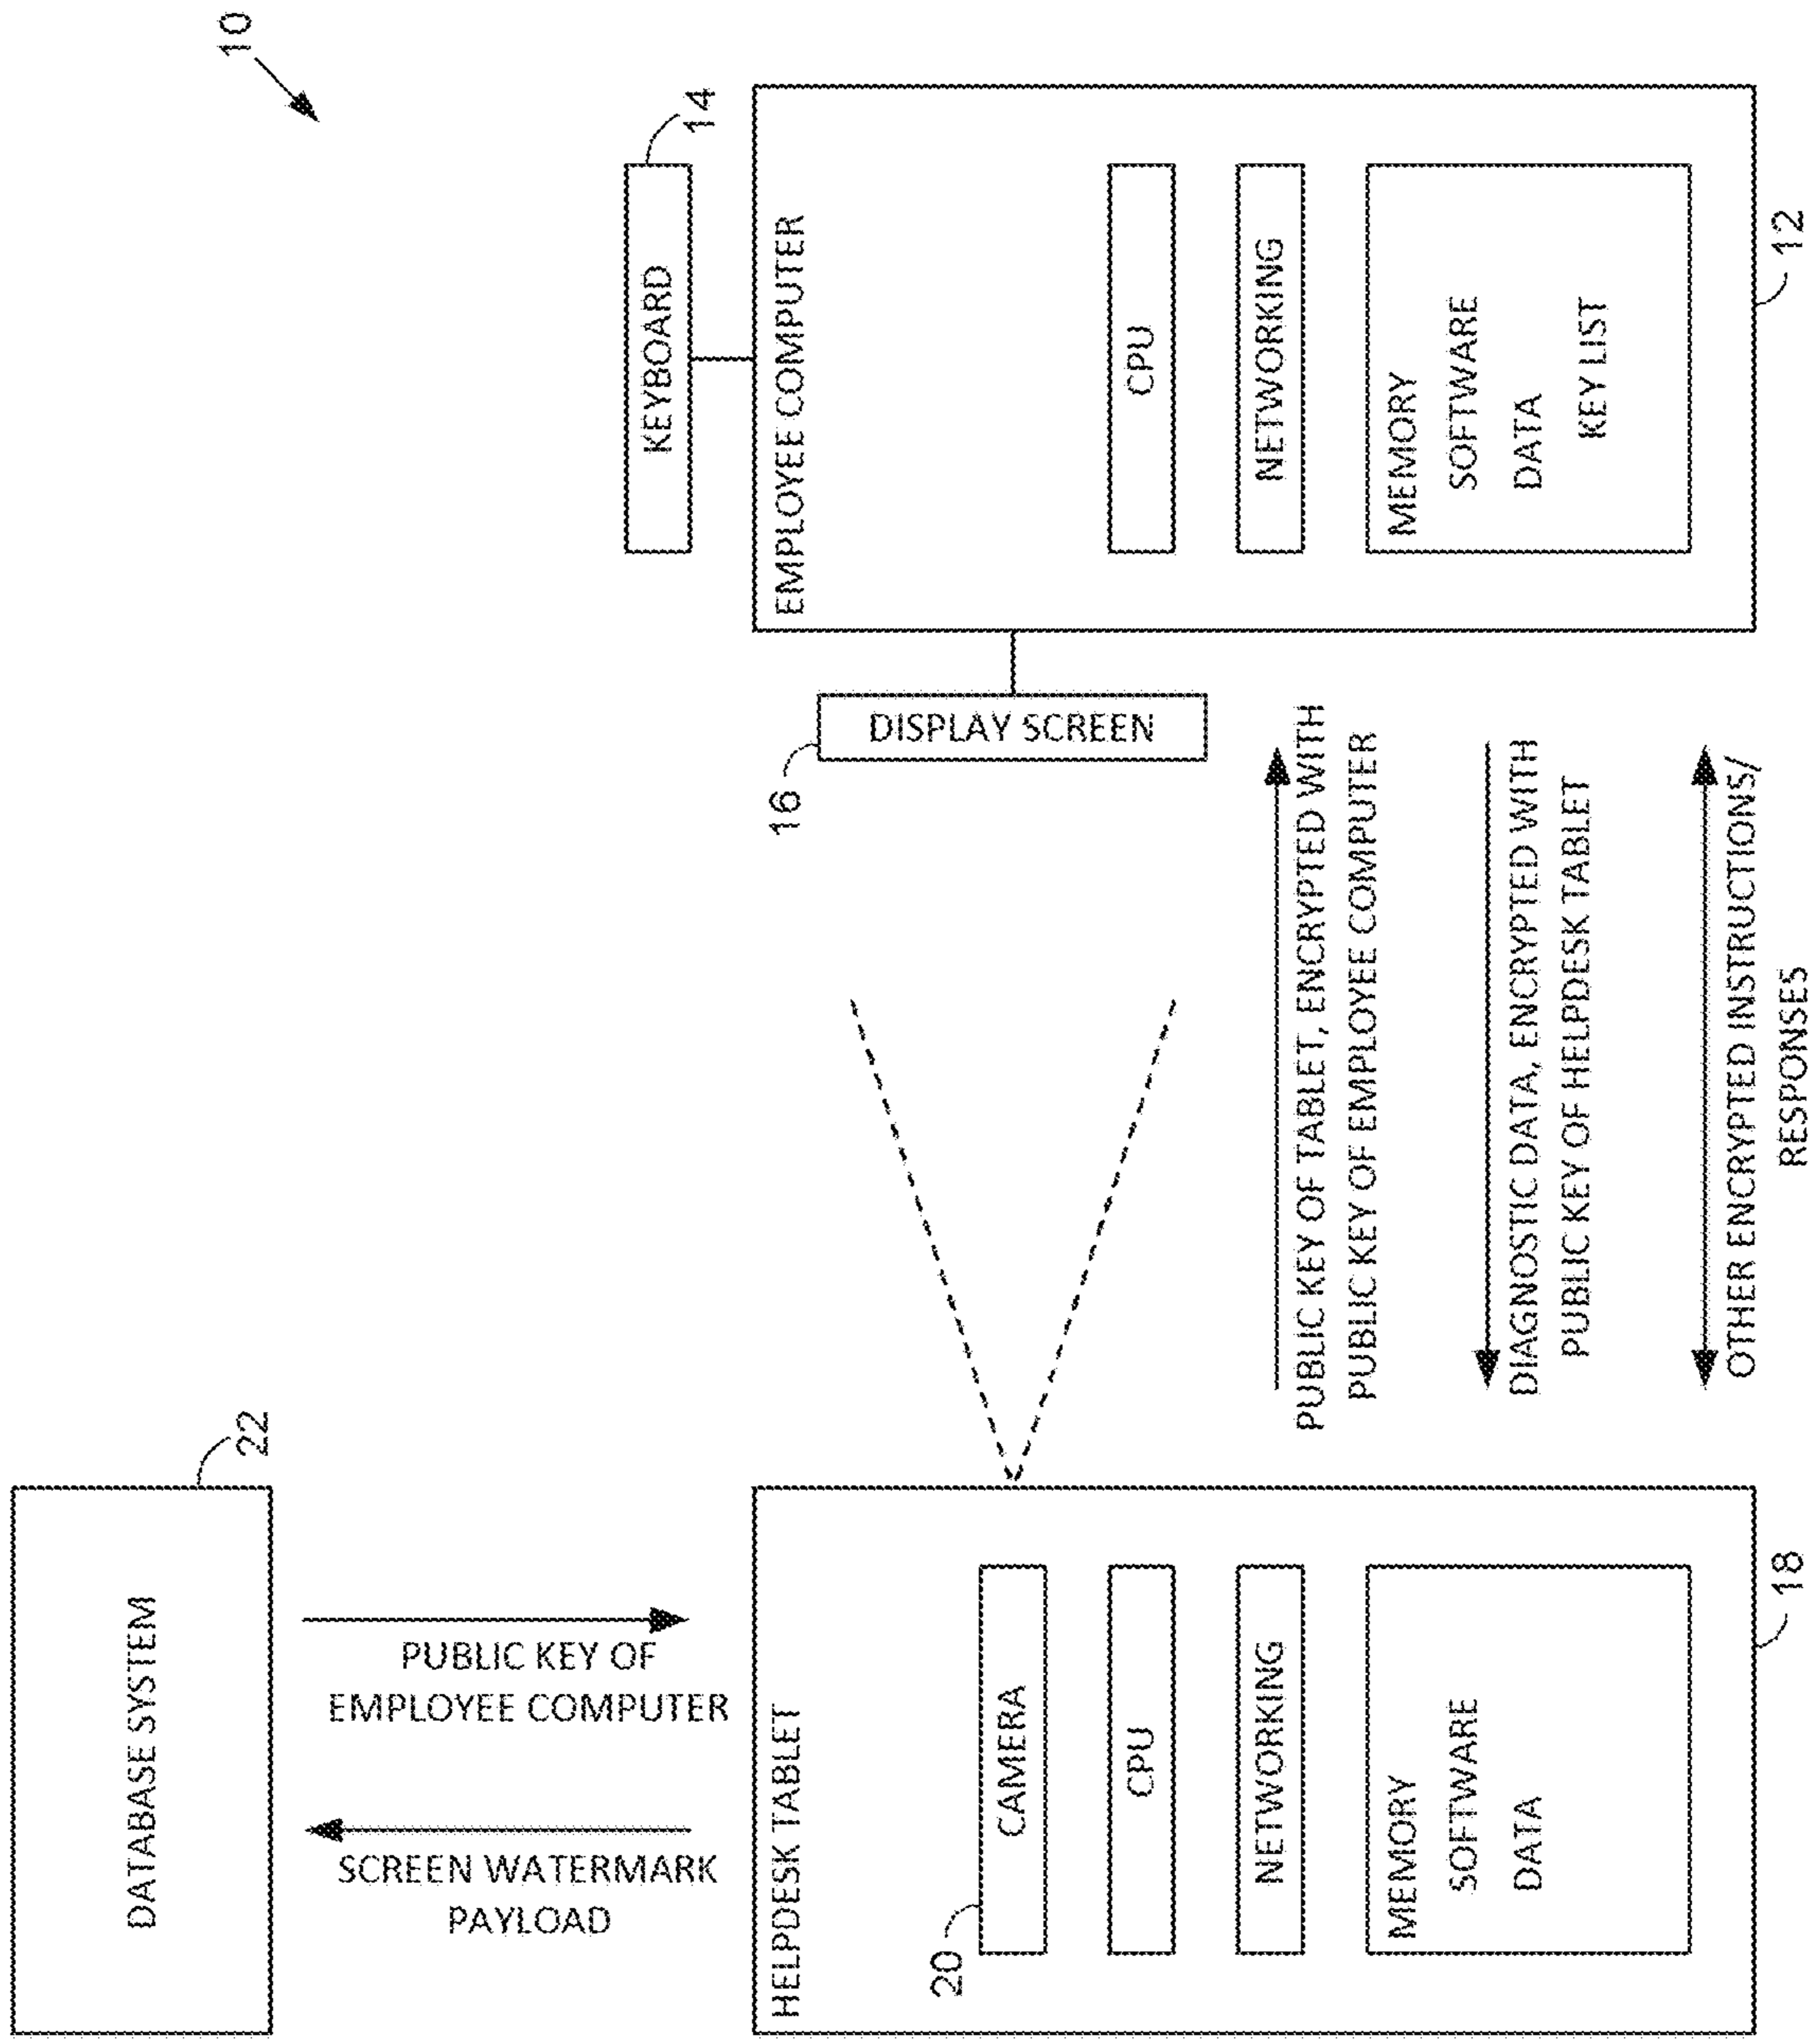 10
DATABASE SYSTEM
22
SCREEN WATERMARK
PAYLOAD
PUBLIC KEY OF
EMPLOYEE COMPUTER
HELPDESK TABLET
20
CAMERA
CPU
NETWORKING
MEMORY
SOFTWARE
DATA
18
KEYBOARD
14
EMPLOYEE COMPUTER
16
DISPLAY SCREEN
CPU
NETWORKING
MEMORY
SOFTWARE
DATA
KEY LIST
12
PUBLIC KEY OF TABLET, ENCRYPTED WITH
PUBLIC KEY OF EMPLOYEE COMPUTER
DIAGNOSTIC DATA, ENCRYPTED WITH
PUBLIC KEY OF HELPDESK TABLET
OTHER ENCRYPTED INSTRUCTIONS/
RESPONSES